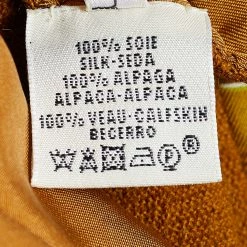 100% SOIE
SILK-SEDA
100% ALPAGA
ALPACA-ALPACA
100% VEAU-CALFSKIN
BECERRO
P